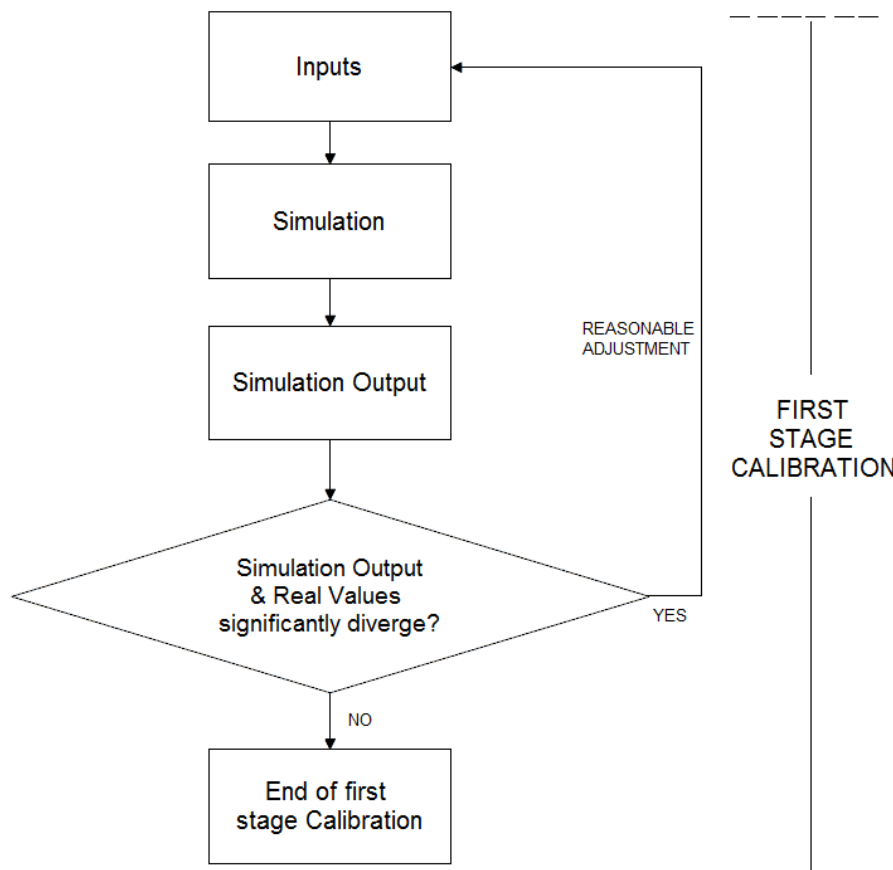 Inputs
Simulation
Simulation Output
REASONABLE
ADJUSTMENT
FIRST
STAGE
CALIBRATION
Simulation Output
& Real Values
significantly diverge?
YES
NO
End of first
stage Calibration